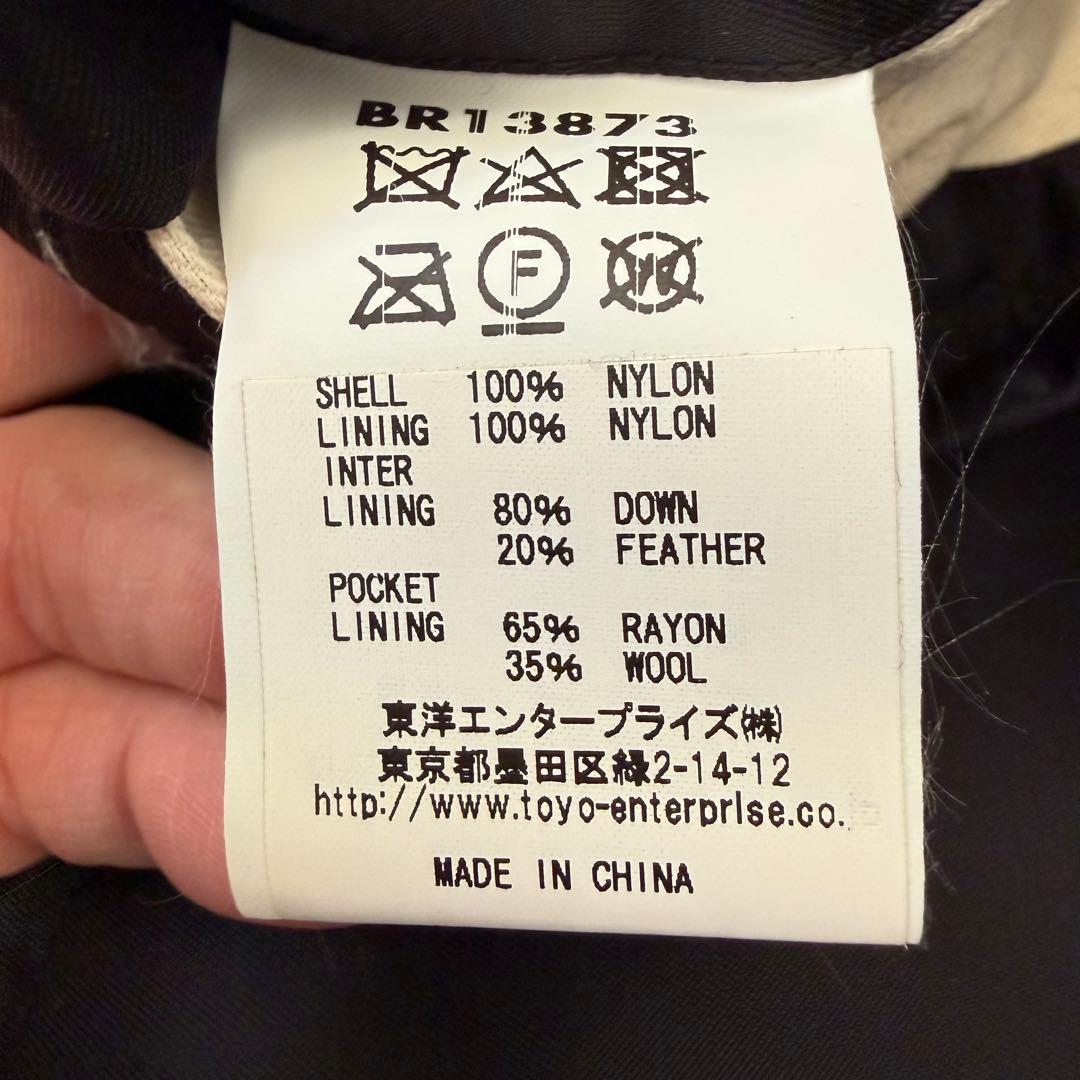 BR13873
F
W
SHELL 100% NYLON
LINING 100% NYLON
INTER
LINING 80% DOWN
20% FEATHER
POCKET
LINING 65% RAYON
35% WOOL
東洋エンタープライズ(株)
東京都墨田区緑2-14-12
http://www.toyo-enterprise.co.
MADE IN CHINA